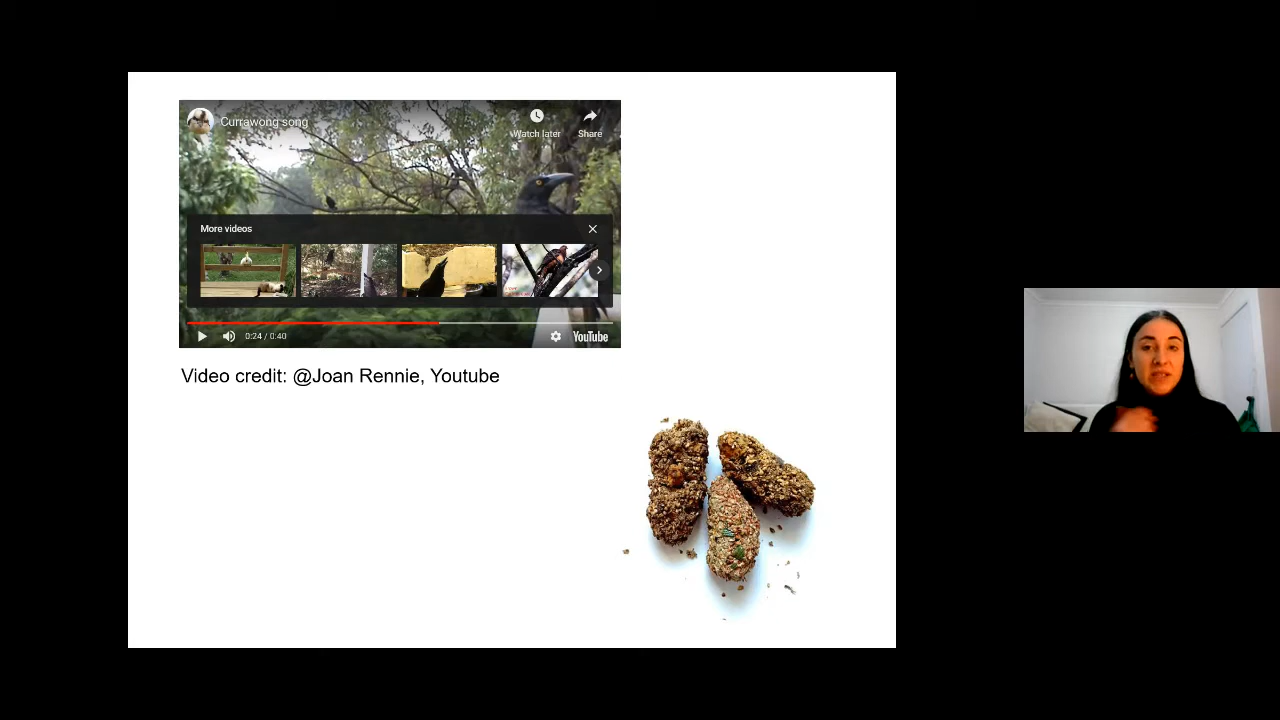 Currawong song
Watch later
Share
More videos
0:24 / 0:40
YouTube
Video credit: @Joan Rennie, Youtube